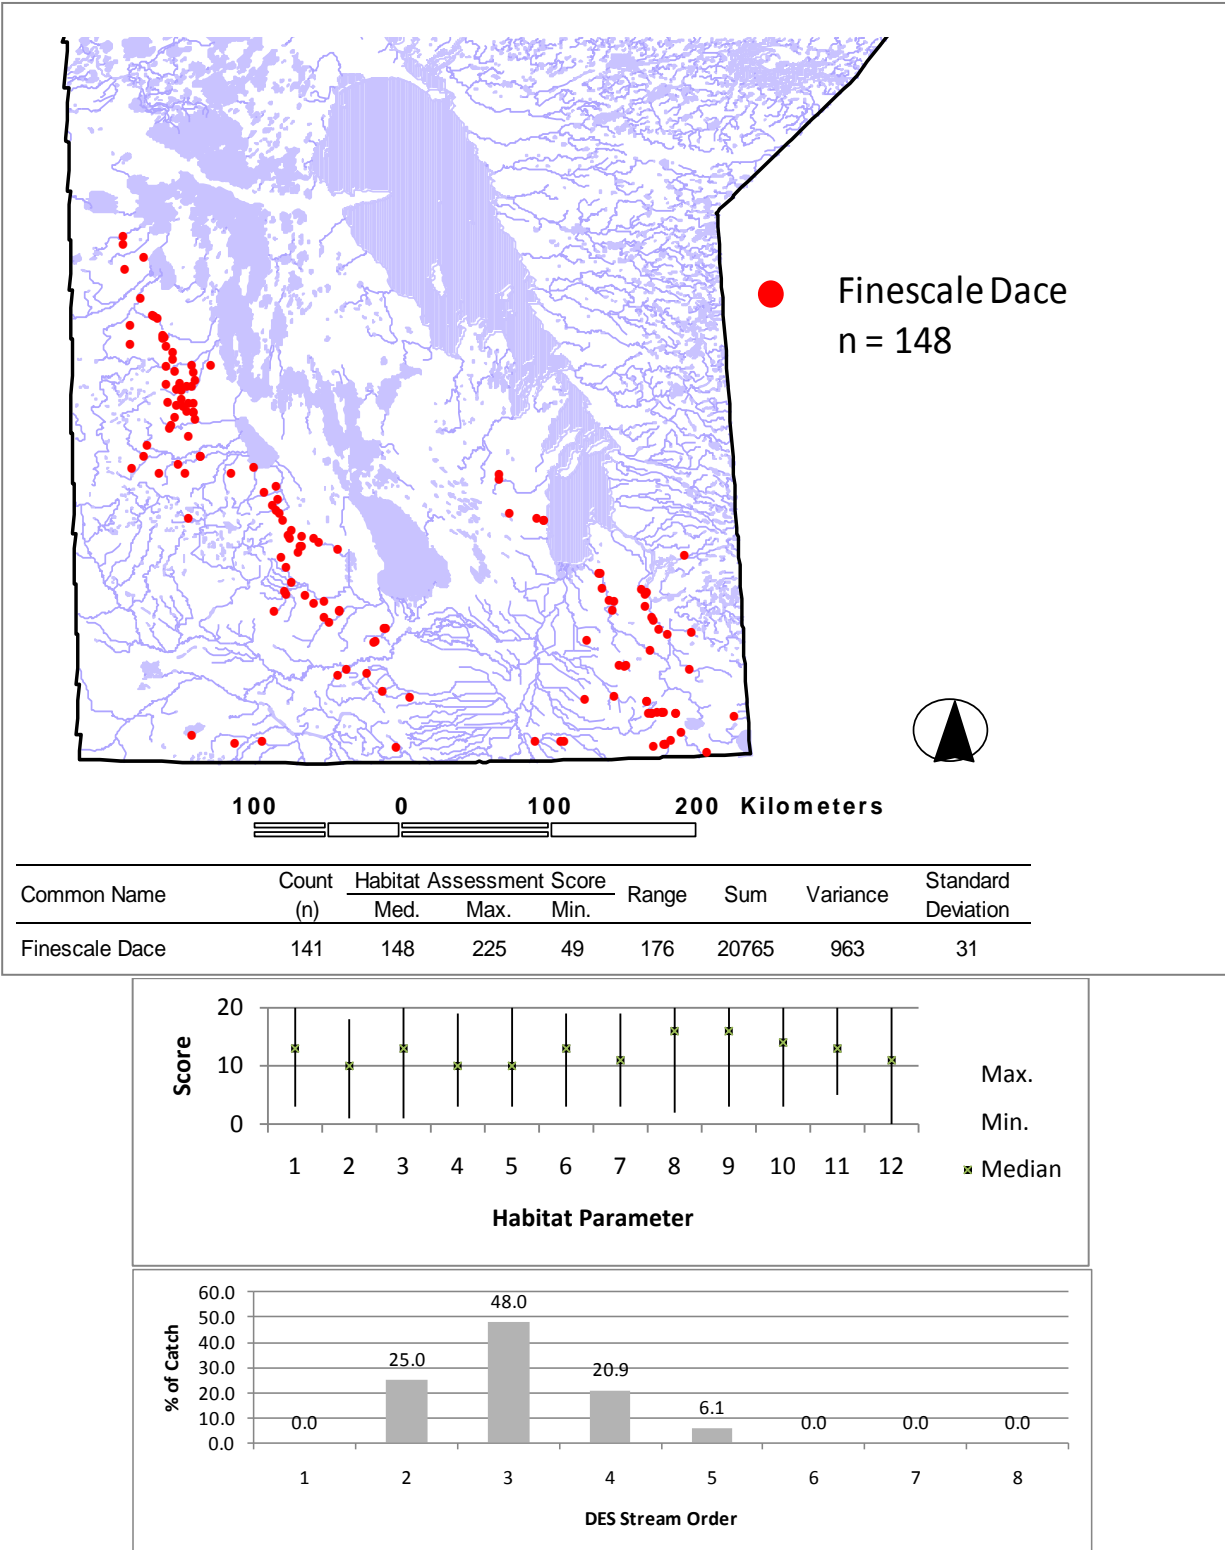 Finescale Dace
n = 148
100 0 100 200 Kilometers
Common Name Count (n) Habitat Assessment Score Med. Max. Min. Range Sum Variance Standard Deviation
Finescale Dace 141 148 225 49 176 20765 963 31
20
10
0
Score
1 2 3 4 5 6 7 8 9 10 11 12
Habitat Parameter
Max.
Min.
Median
60.0
50.0
40.0
30.0
20.0
10.0
0.0
% of Catch
0.0 25.0 48.0 20.9 6.1 0.0 0.0 0.0
1 2 3 4 5 6 7 8
DES Stream Order